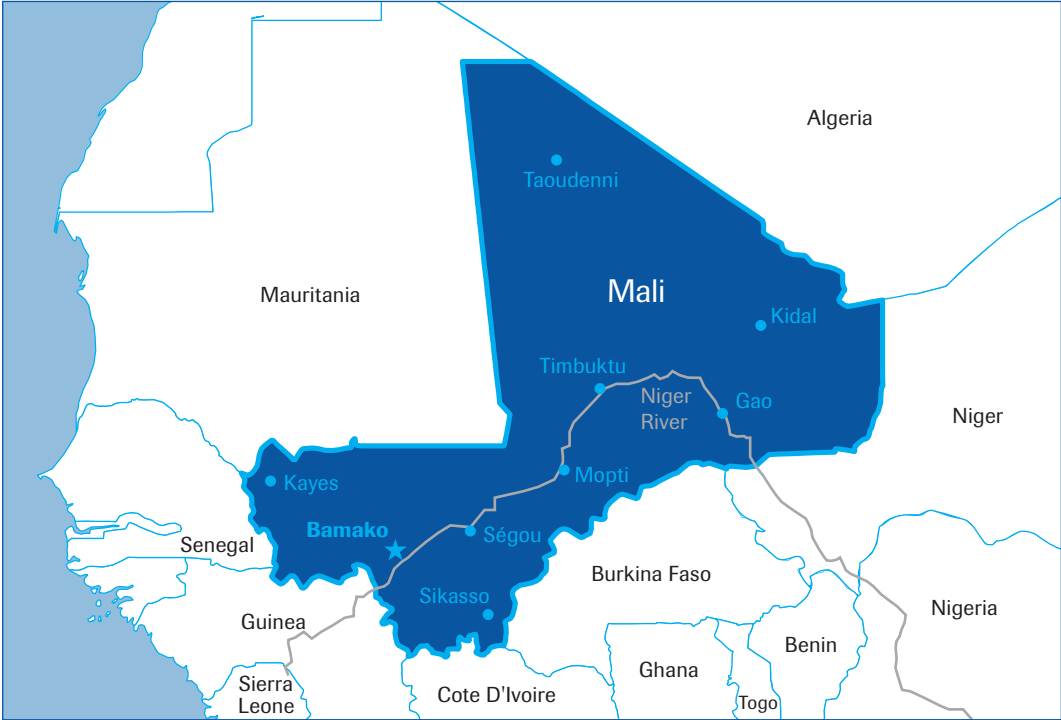 Algeria
Taoudenni
Mauritania
Mali
Kidal
Timbuktu
Niger
River
Gao
Niger
Kayes
Mopti
Bamako
Ségou
Senegal
Burkina Faso
Sikasso
Guinea
Nigeria
Benin
Ghana
Sierra
Leone
Cote D'Ivoire
Togo